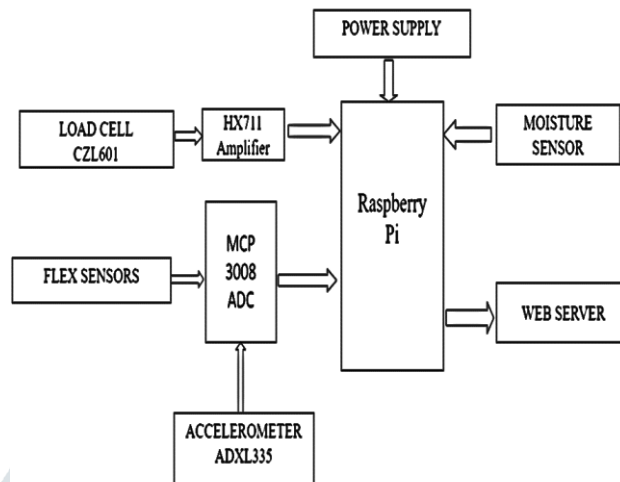 POWER SUPPLY
LOAD CELL
CZL601
HX711
Amplifier
MOISTURE
SENSOR
Raspberry
Pi
MCP
3008
ADC
FLEX SENSORS
WEB SERVER
ACCELEROMETER
ADXL335